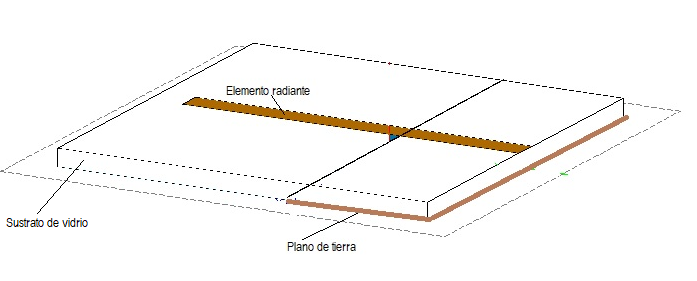 Elemento radiante
Sustrato de vidrio
Plano de tierra